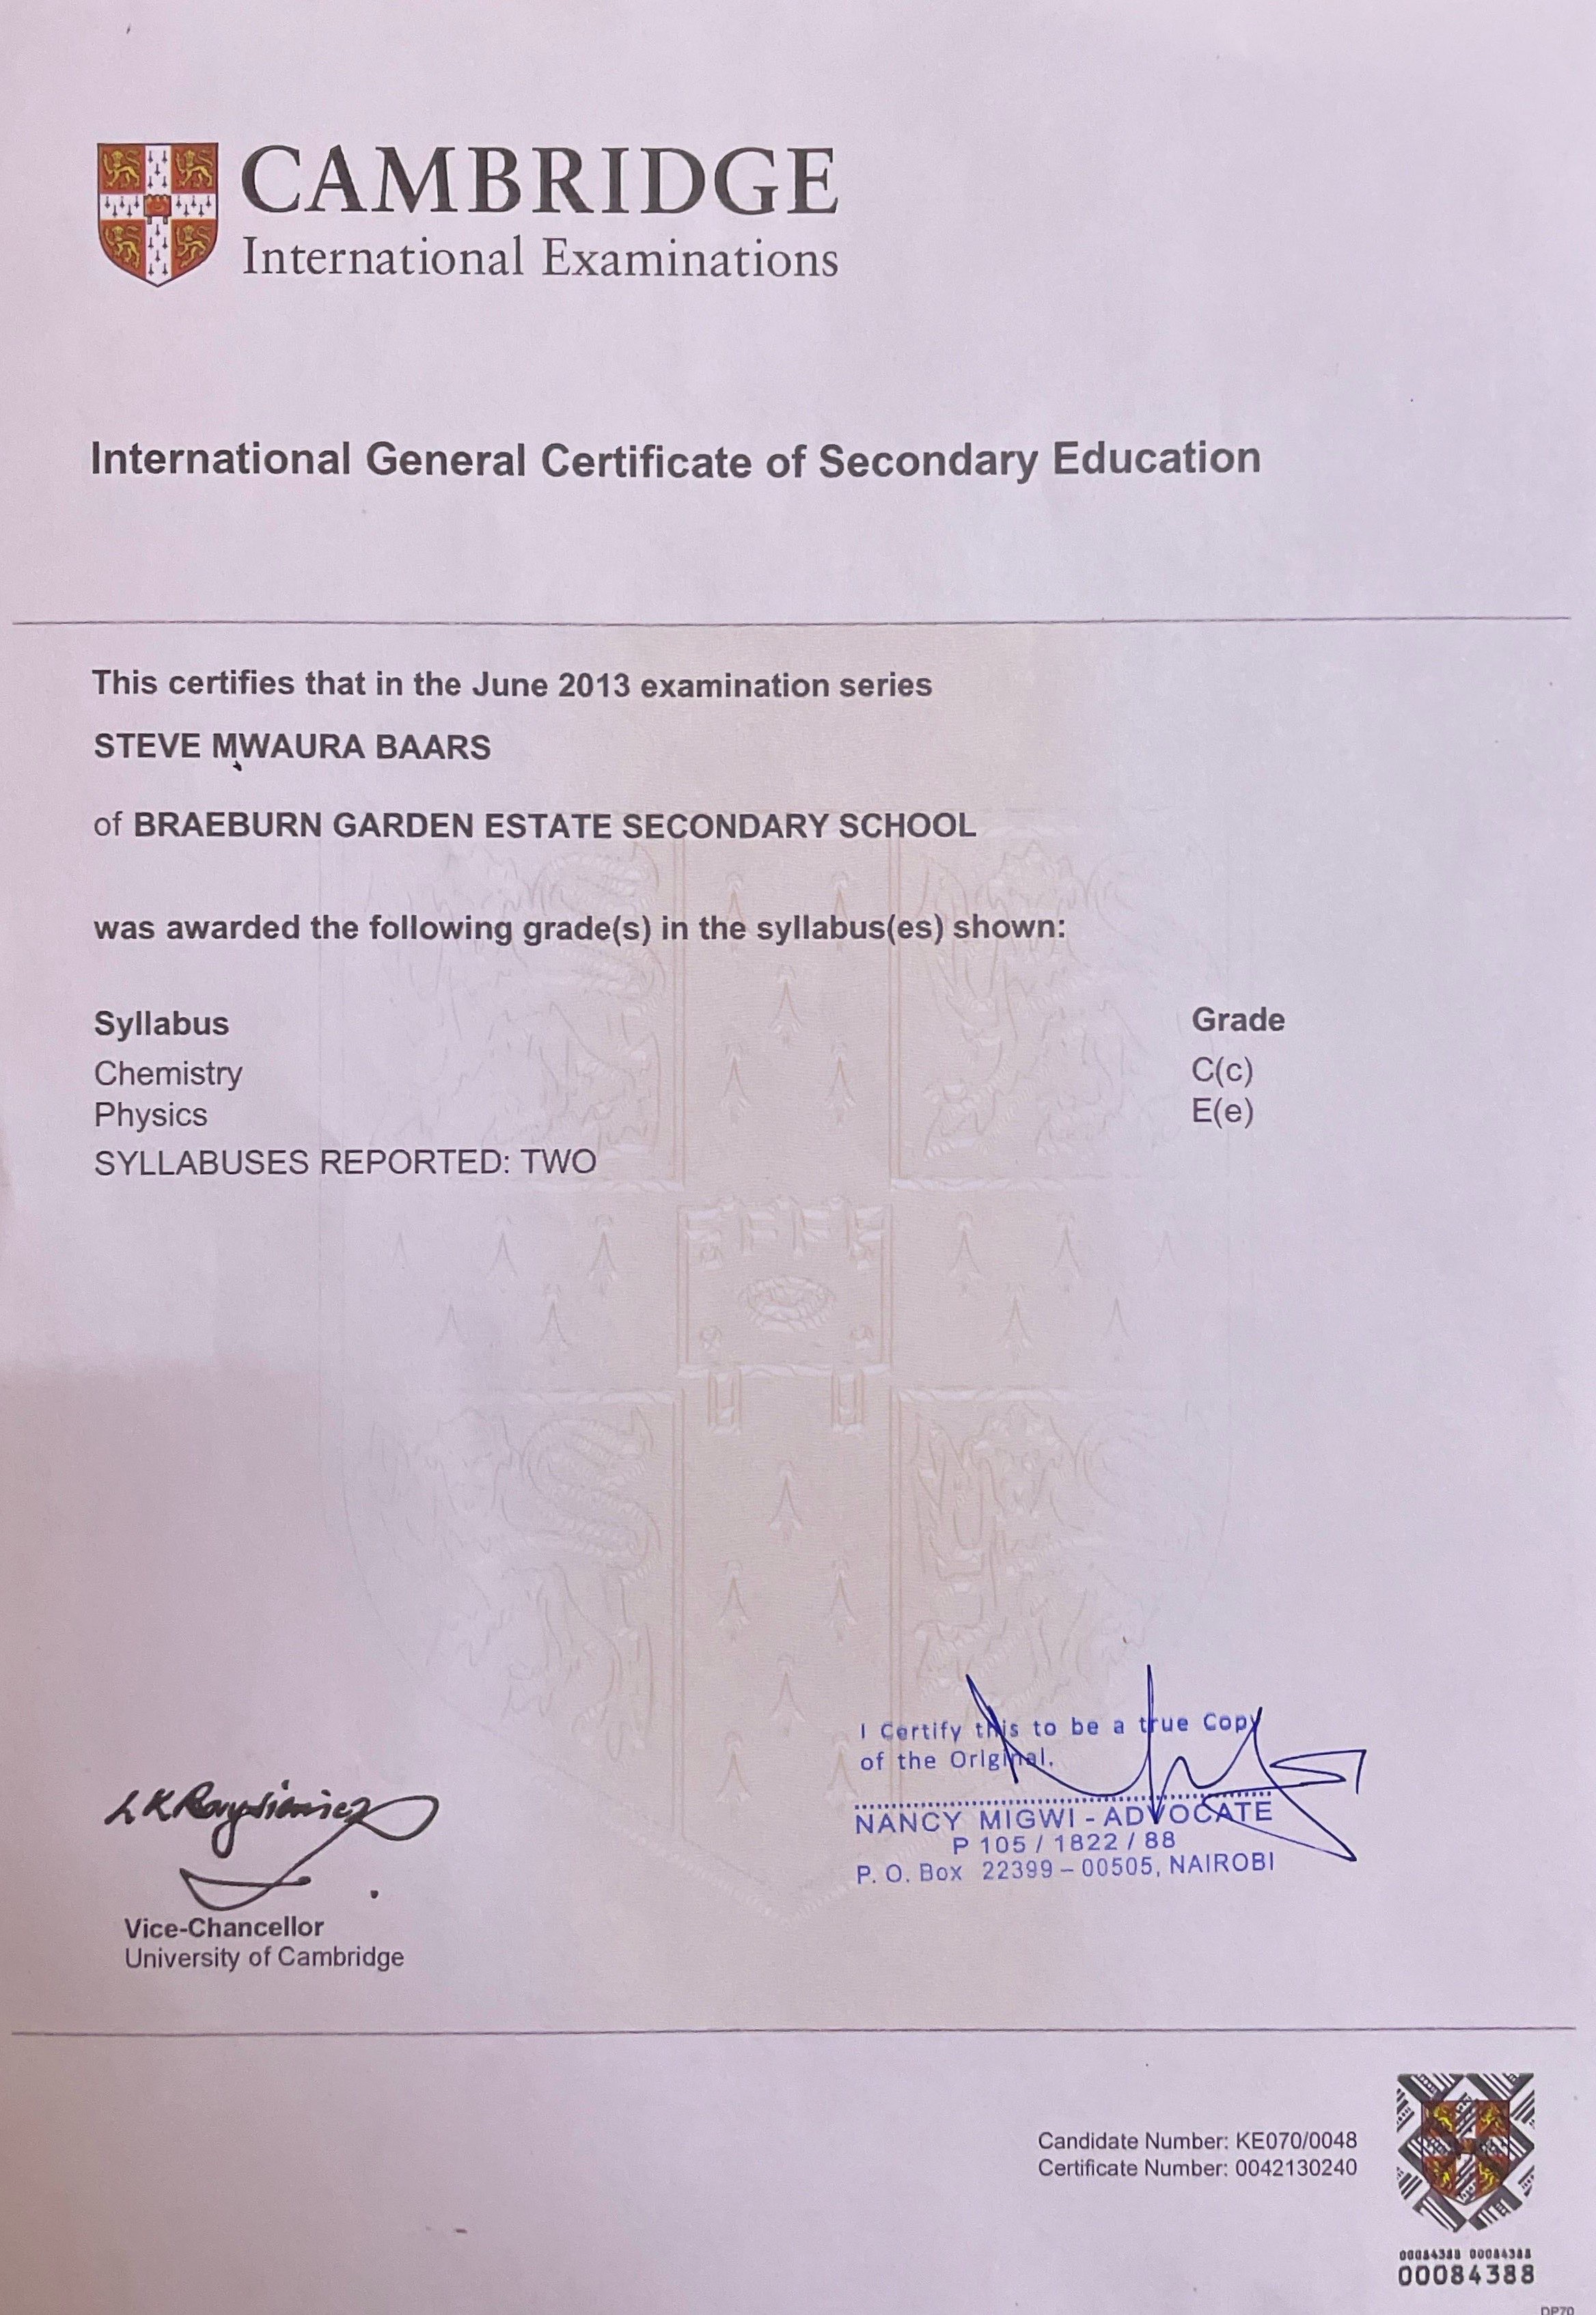 CAMBRIDGE
International Examinations
International General Certificate of Secondary Education
This certifies that in the June 2013 examination series
STEVE MWAURA BAARS
of BRAEBURN GARDEN ESTATE SECONDARY SCHOOL
was awarded the following grade(s) in the syllabus(es) shown:
Syllabus Grade
Chemistry C(c)
Physics E(e)
SYLLABUSES REPORTED: TWO
I Certify this to be a true Copy
of the Original.
NANCY MIGWI - ADVOCATE
P 105 / 1822 / 88
P. O. Box 22399 - 00505, NAIROBI
Vice-Chancellor
University of Cambridge
Candidate Number: KE070/0048
Certificate Number: 0042130240
00084388 00084388
00084388
DP70